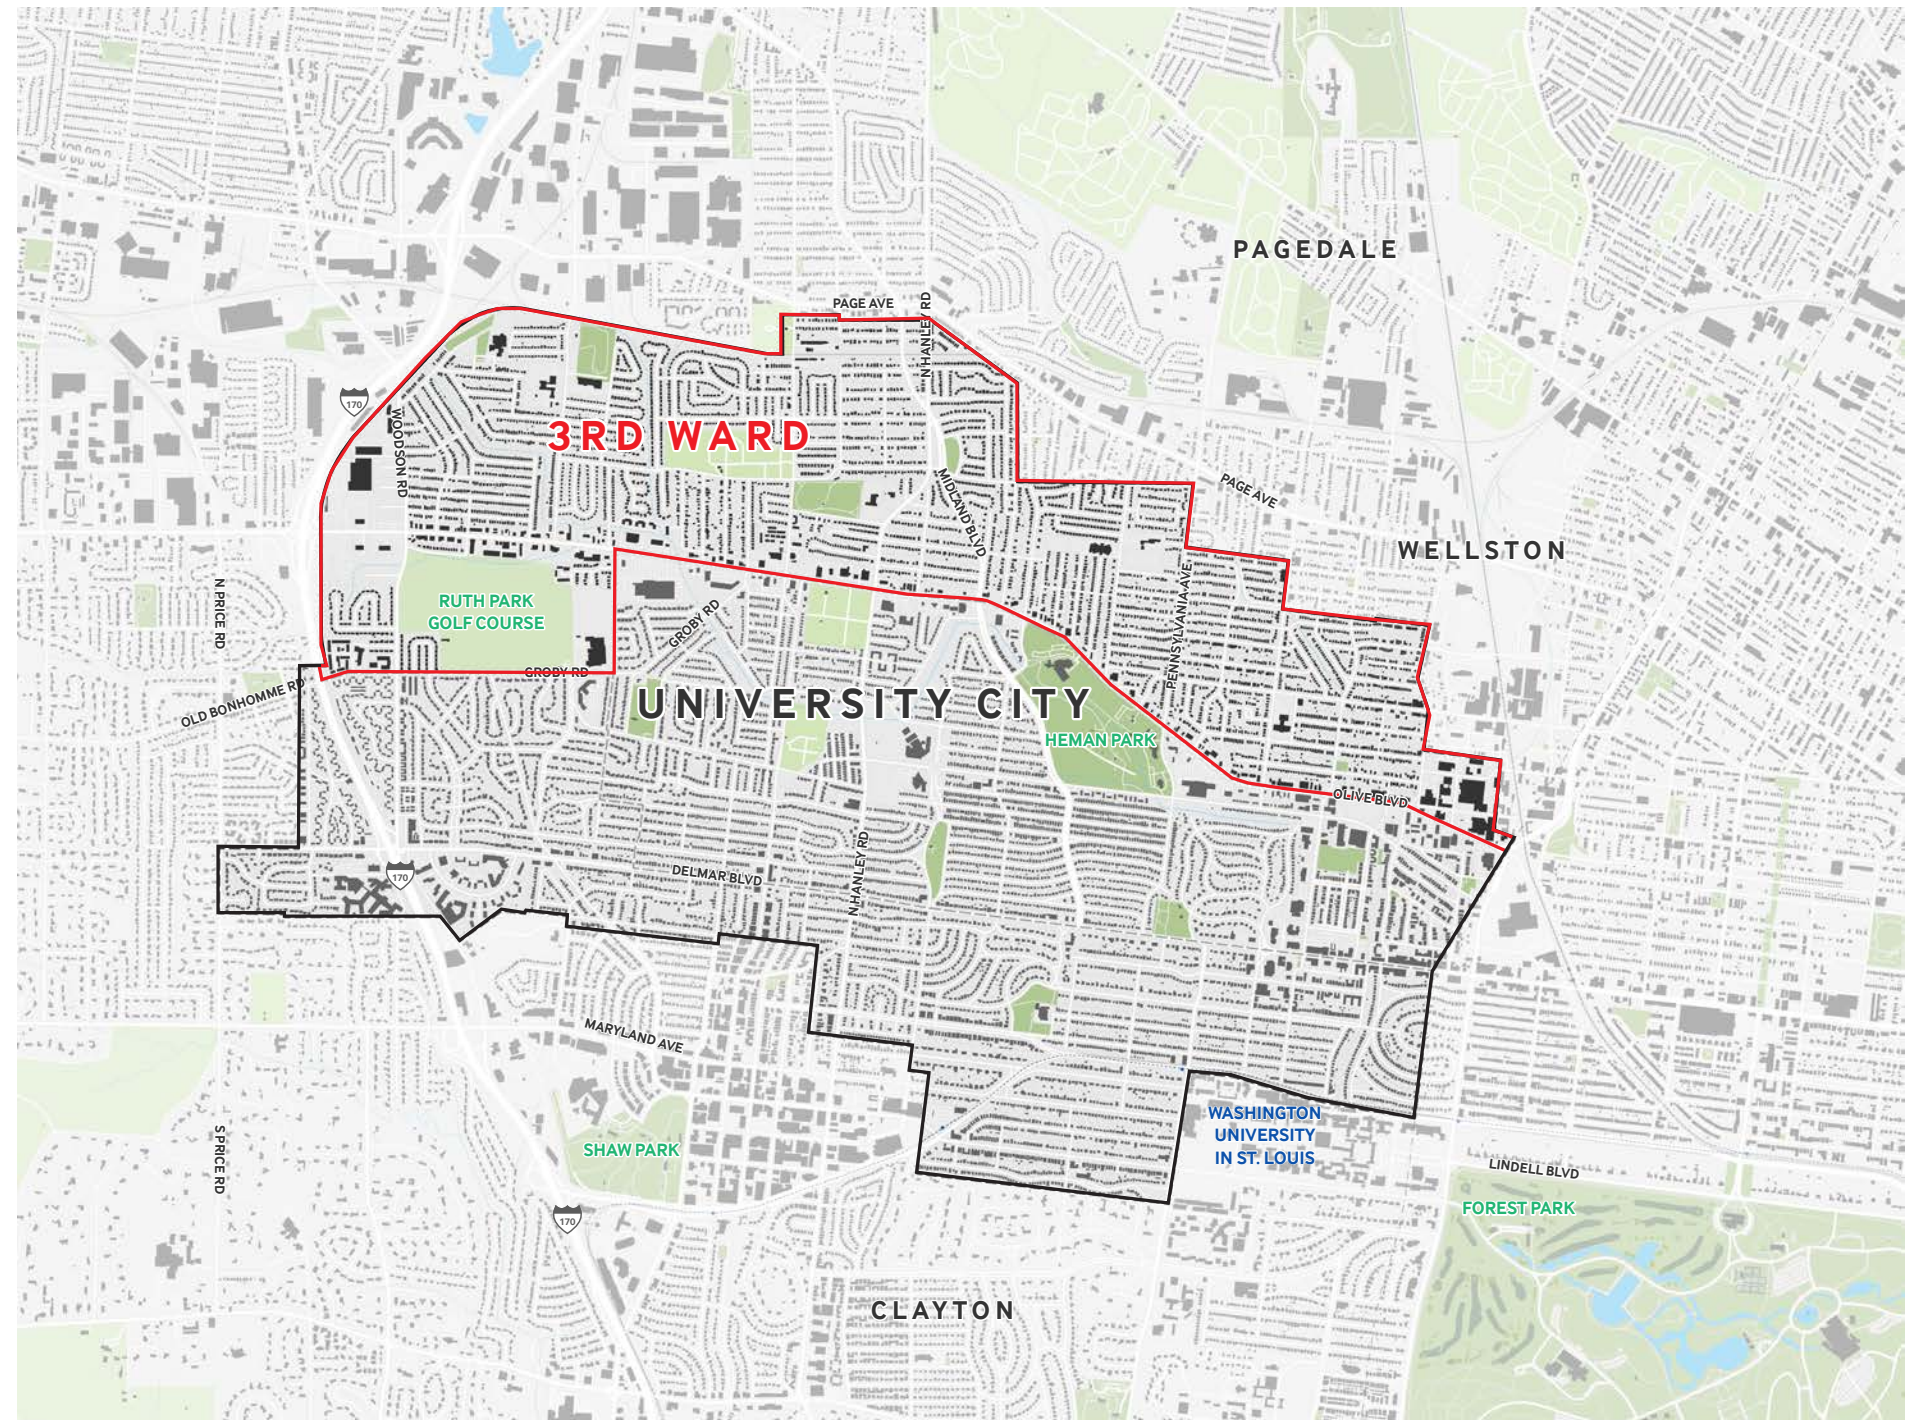 PAGEDALE
PAGE AVE
N HANLEY RD
170
WOODSON RD
3RD WARD
MIDLAND BLVD
PAGE AVE
WELLSTON
N PRICE RD
RUTH PARK
GOLF COURSE
GROBY RD
PENNSYLVANIA AVE
GROBY RD
OLD BONHOMME RD
UNIVERSITY CITY
HEMAN PARK
OLIVE BLVD
170
DELMAR BLVD
N HANLEY RD
MARYLAND AVE
WASHINGTON
UNIVERSITY
IN ST. LOUIS
SHAW PARK
S PRICE RD
LINDELL BLVD
FOREST PARK
170
CLAYTON